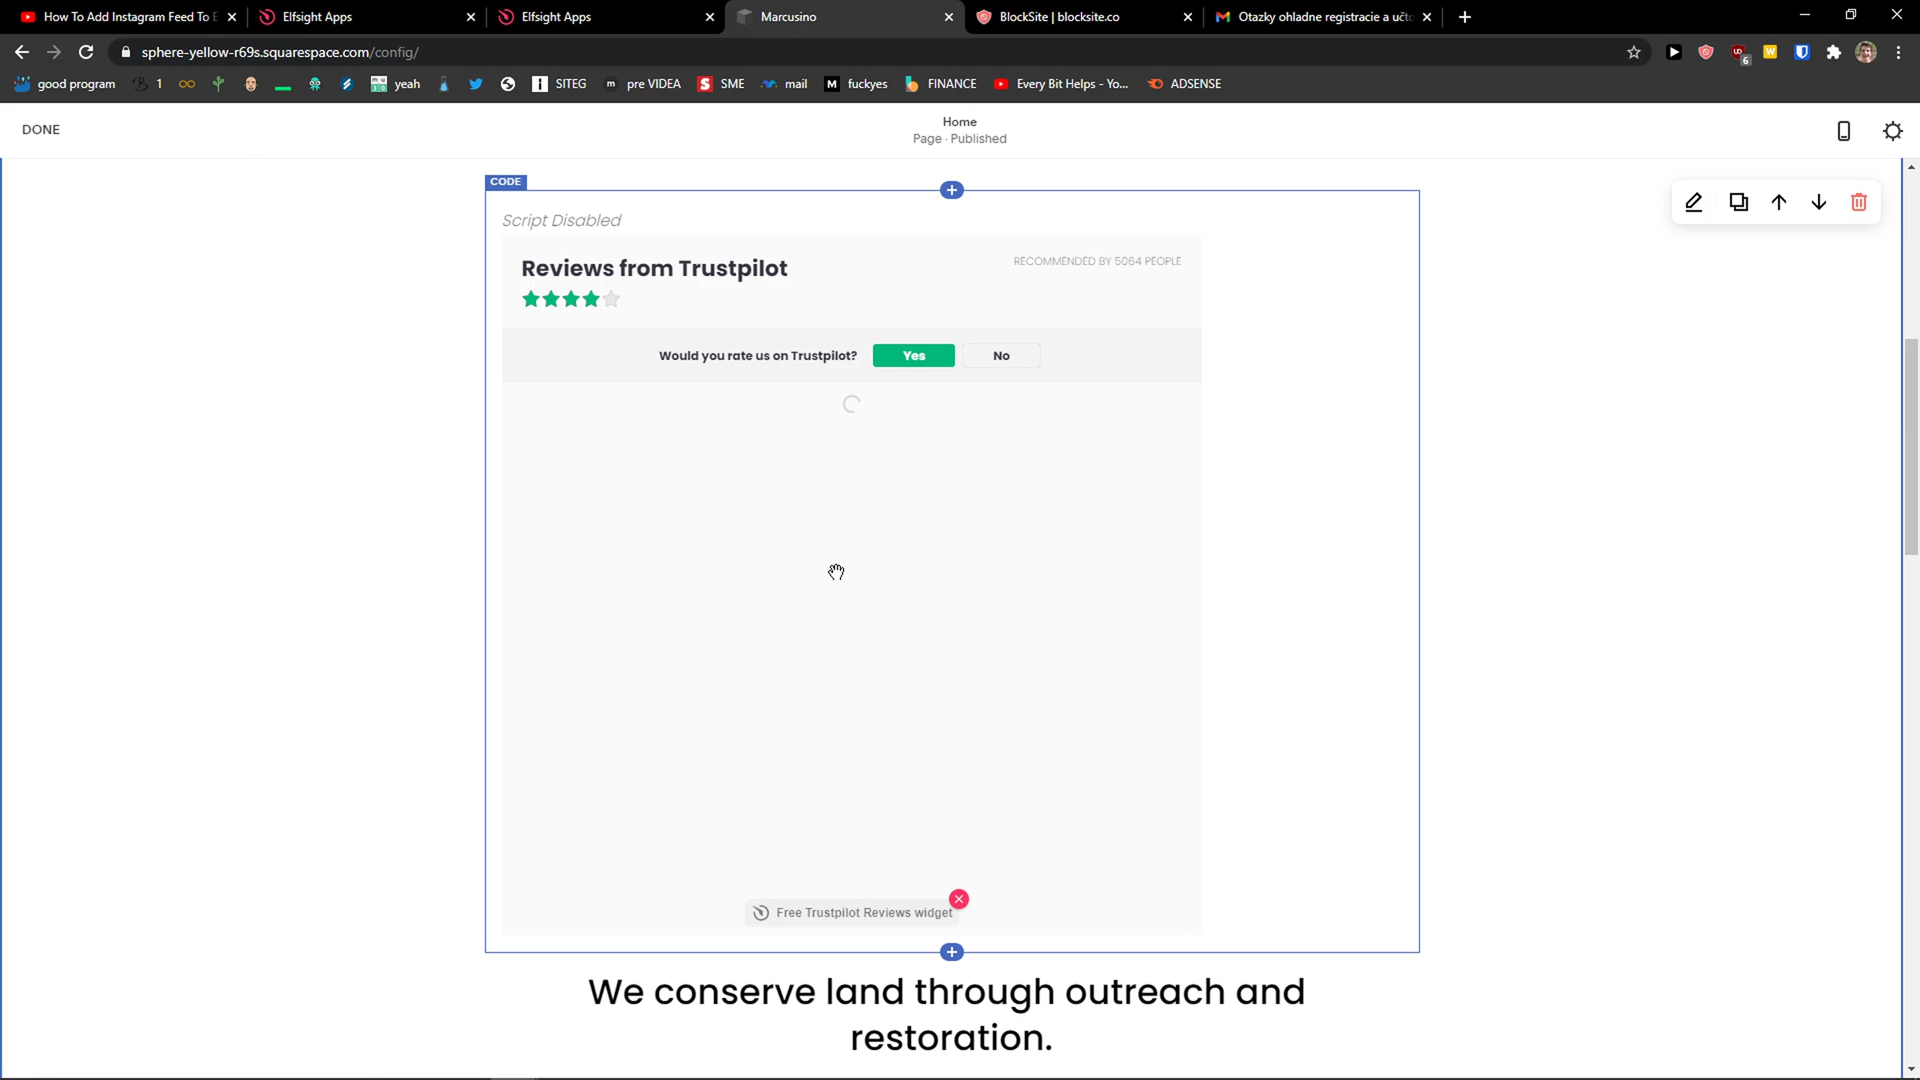 How To Add Instagram Feed To E
Elfsight Apps
Elfsight Apps
Marcusino
BlockSite | blocksite.co
Otazky ohladne registracie a učt
sphere-yellow-r69s.squarespace.com/config/
6
good program
1
yeah
SITEG
pre VIDEA
SME
mail
fuckyes
FINANCE
Every Bit Helps - Yo...
ADSENSE
DONE
Home
Page · Published
CODE
Script Disabled
Reviews from Trustpilot
RECOMMENDED BY 5064 PEOPLE
Would you rate us on Trustpilot?
Yes
No
Free Trustpilot Reviews widget
We conserve land through outreach and
restoration.